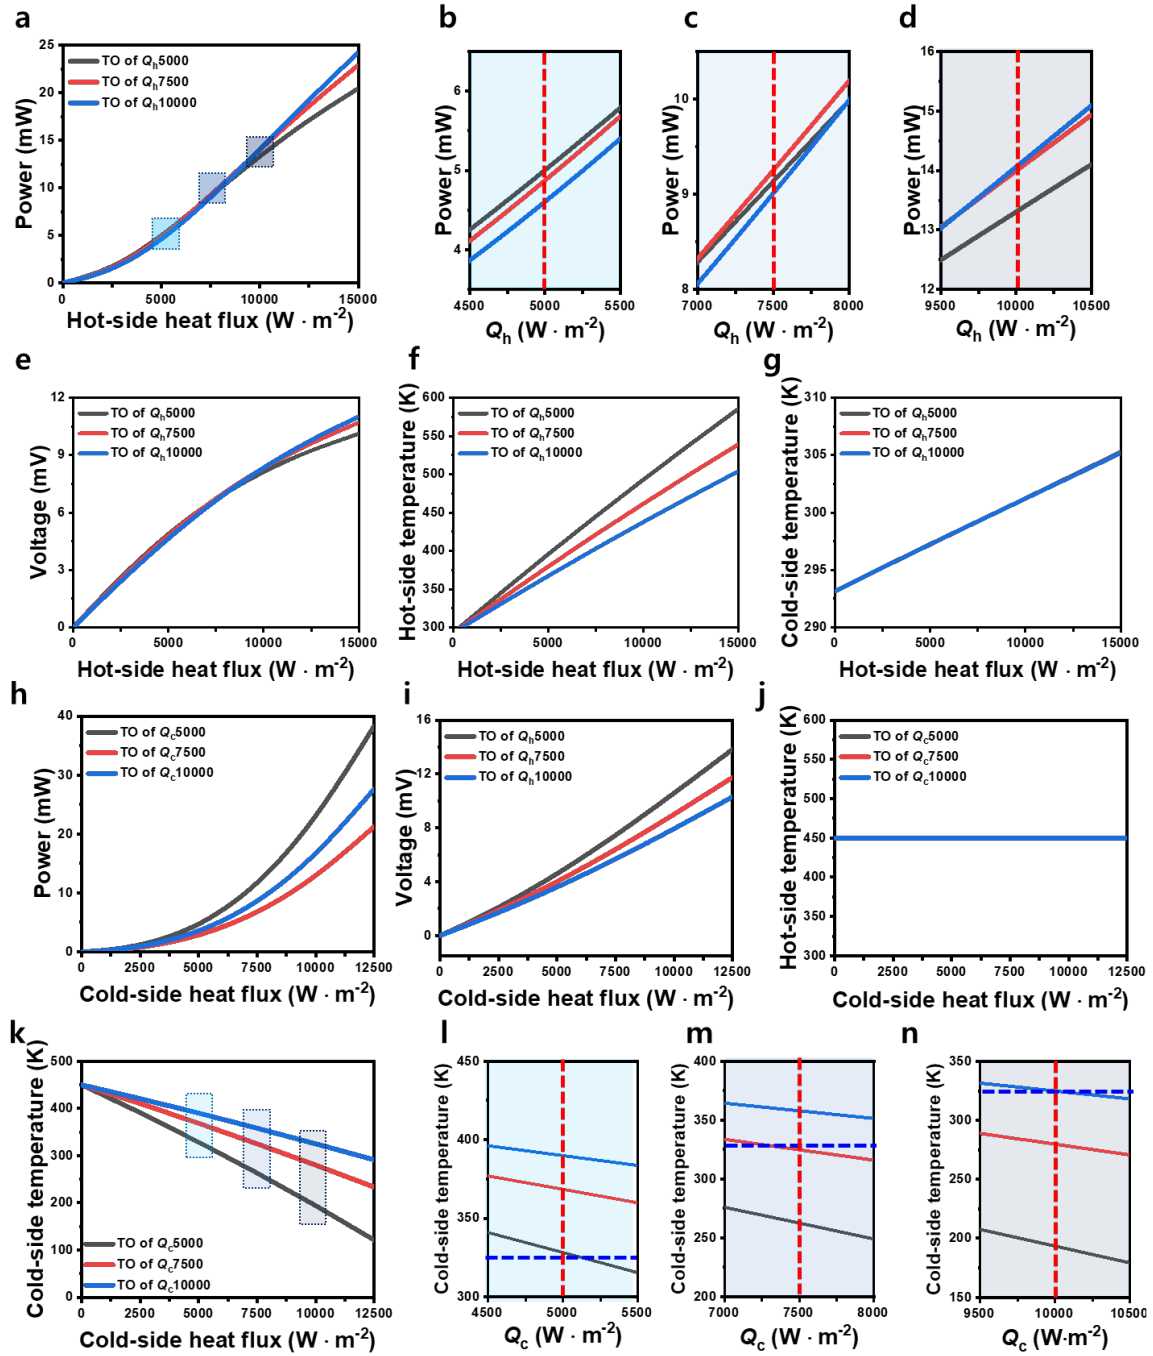 a
25
20
15
10
5
0
Power (mW)
TO of Qh5000
TO of Qh7500
TO of Qh10000
0 5000 10000 15000
Hot-side heat flux (W · m-2)
b
6
5
4
Power (mW)
4500 5000 5500
Qh (W · m-2)
c
10
9
8
Power (mW)
7000 7500 8000
Qh (W · m-2)
d
16
15
14
13
12
Power (mW)
9500 10000 10500
Qh (W · m-2)
e
12
9
6
3
0
Voltage (mV)
TO of Qh5000
TO of Qh7500
TO of Qh10000
0 5000 10000 15000
Hot-side heat flux (W · m-2)
f
600
550
500
450
400
350
300
Hot-side temperature (K)
TO of Qh5000
TO of Qh7500
TO of Qh10000
0 5000 10000 15000
Hot-side heat flux (W · m-2)
g
310
305
300
295
290
Cold-side temperature (K)
TO of Qh5000
TO of Qh7500
TO of Qh10000
0 5000 10000 15000
Hot-side heat flux (W · m-2)
h
40
30
20
10
0
Power (mW)
TO of Qc5000
TO of Qc7500
TO of Qc10000
0 2500 5000 7500 10000 12500
Cold-side heat flux (W · m-2)
i
16
12
8
4
0
Voltage (mV)
TO of Qh5000
TO of Qh7500
TO of Qh10000
0 2500 5000 7500 10000 12500
Cold-side heat flux (W · m-2)
j
600
550
500
450
400
350
300
Hot-side temperature (K)
TO of Qc5000
TO of Qc7500
TO of Qc10000
0 2500 5000 7500 10000 12500
Cold-side heat flux (W · m-2)
k
500
400
300
200
100
0
Cold-side temperature (K)
TO of Qc5000
TO of Qc7500
TO of Qc10000
0 2500 5000 7500 10000 12500
Cold-side heat flux (W · m-2)
l
450
400
350
300
Cold-side temperature (K)
4500 5000 5500
Qc (W · m-2)
m
400
350
300
250
200
Cold-side temperature (K)
7000 7500 8000
Qc (W · m-2)
n
350
300
250
200
150
Cold-side temperature (K)
9500 10000 10500
Qc (W·m-2)